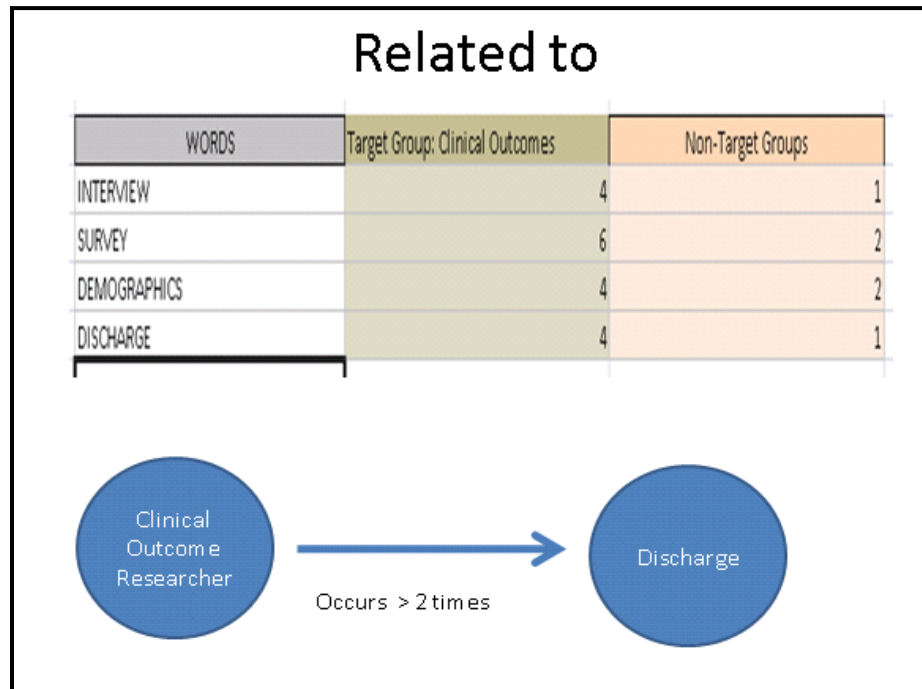 Related to
WORDS Target Group: Clinical Outcomes Non-Target Groups
INTERVIEW 4 1
SURVEY 6 2
DEMOGRAPHICS 4 2
DISCHARGE 4 1
Clinical
Outcome
Researcher
Occurs > 2 times
Discharge